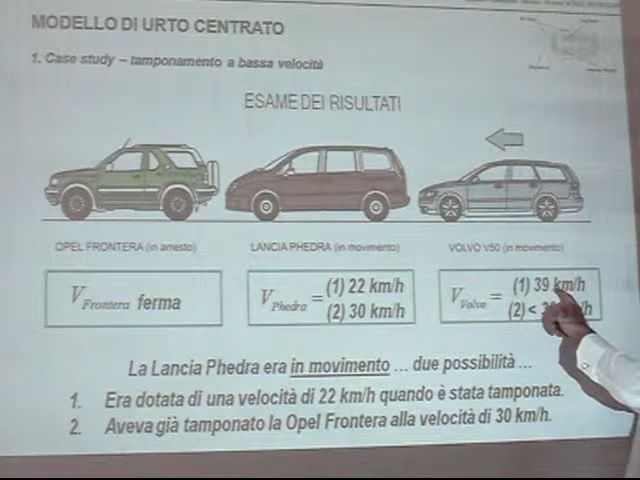 MODELLO DI URTO CENTRATO
1. Case study – tamponamento a bassa velocità
ESAME DEI RISULTATI
OPEL FRONTERA (in arresto)
LANCIA PHEDRA (in movimento)
VOLVO V50 (in movimento)
V Frontera ferma
V Phedra = (1) 22 km/h
(2) 30 km/h
V Volvo = (1) 39 km/h
(2) <
La Lancia Phedra era in movimento ... due possibilità ...
1. Era dotata di una velocità di 22 km/h quando è stata tamponata.
2. Aveva già tamponato la Opel Frontera alla velocità di 30 km/h.